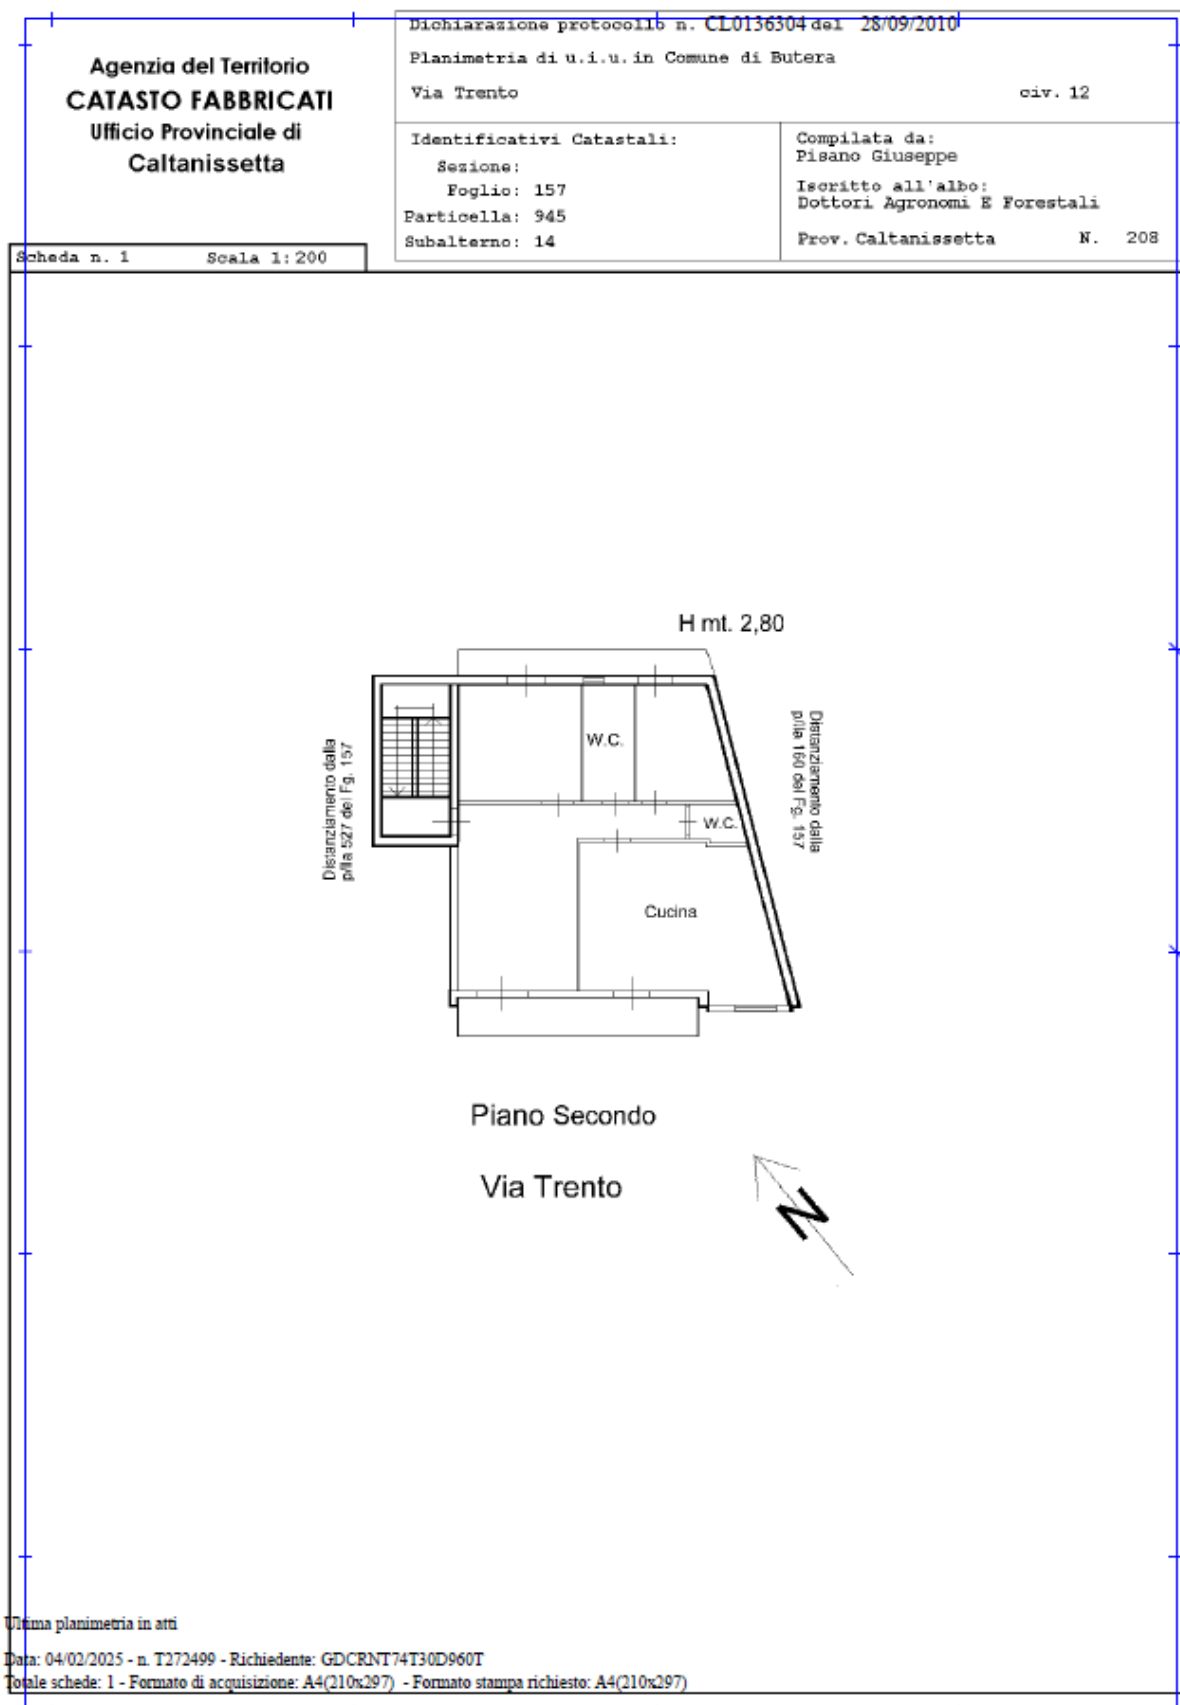 Agenzia del Territorio
CATASTO FABBRICATI
Ufficio Provinciale di
Caltanissetta
Dichiarazione protocollo n. CL0136304 del 28/09/2010
Planimetria di u.i.u. in Comune di Butera
Via Trento civ. 12
Identificativi Catastali:
Sezione:
Foglio: 157
Particella: 945
Subalterno: 14
Compilata da:
Pisano Giuseppe
Iscritto all'albo:
Dottori Agronomi E Forestali
Prov. Caltanissetta N. 208
Scheda n. 1 Scala 1:200
H mt. 2,80
Distanziamento dalla
p/lla 527 del Fg. 157
W.C.
W.C.
Cucina
Distanziamento dalla
p/lla 160 del Fg. 157
Piano Secondo
Via Trento
N
Ultima planimetria in atti
Data: 04/02/2025 - n. T272499 - Richiedente: GDCRNT74T30D960T
Totale schede: 1 - Formato di acquisizione: A4(210x297) - Formato stampa richiesto: A4(210x297)